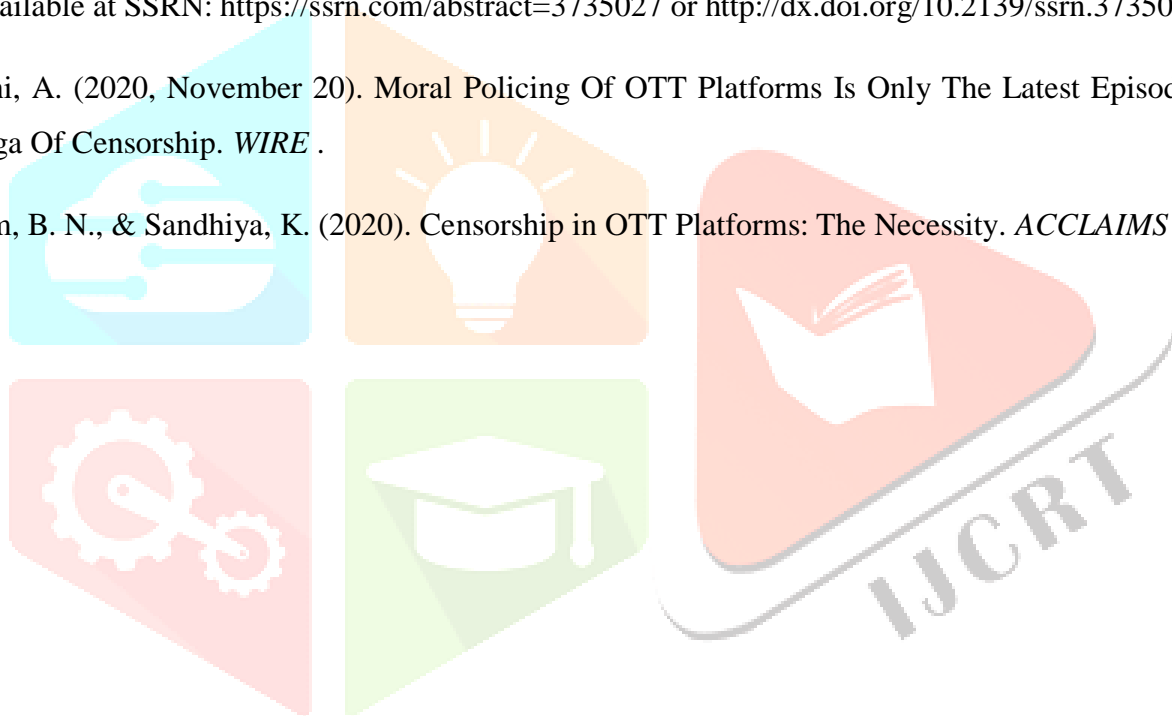 ailable at SSRN: https://ssrn.com/abstract=3735027 or http://dx.doi.org/10.2139/ssrn.37350
ni, A. (2020, November 20). Moral Policing Of OTT Platforms Is Only The Latest Episod
ga Of Censorship. WIRE .
n, B. N., & Sandhiya, K. (2020). Censorship in OTT Platforms: The Necessity. ACCLAIMS
IJCRT